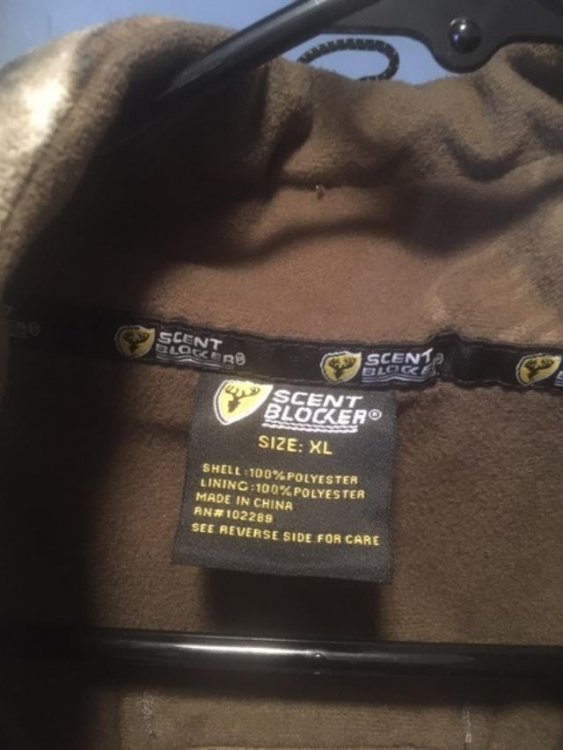 SCENT
BLOCKER®
SCENT
BLOCKER
SCENT
BLOCKER®
SIZE: XL
SHELL:100%POLYESTER
LINING:100%POLYESTER
MADE IN CHINA
RN#102289
SEE REVERSE SIDE FOR CARE